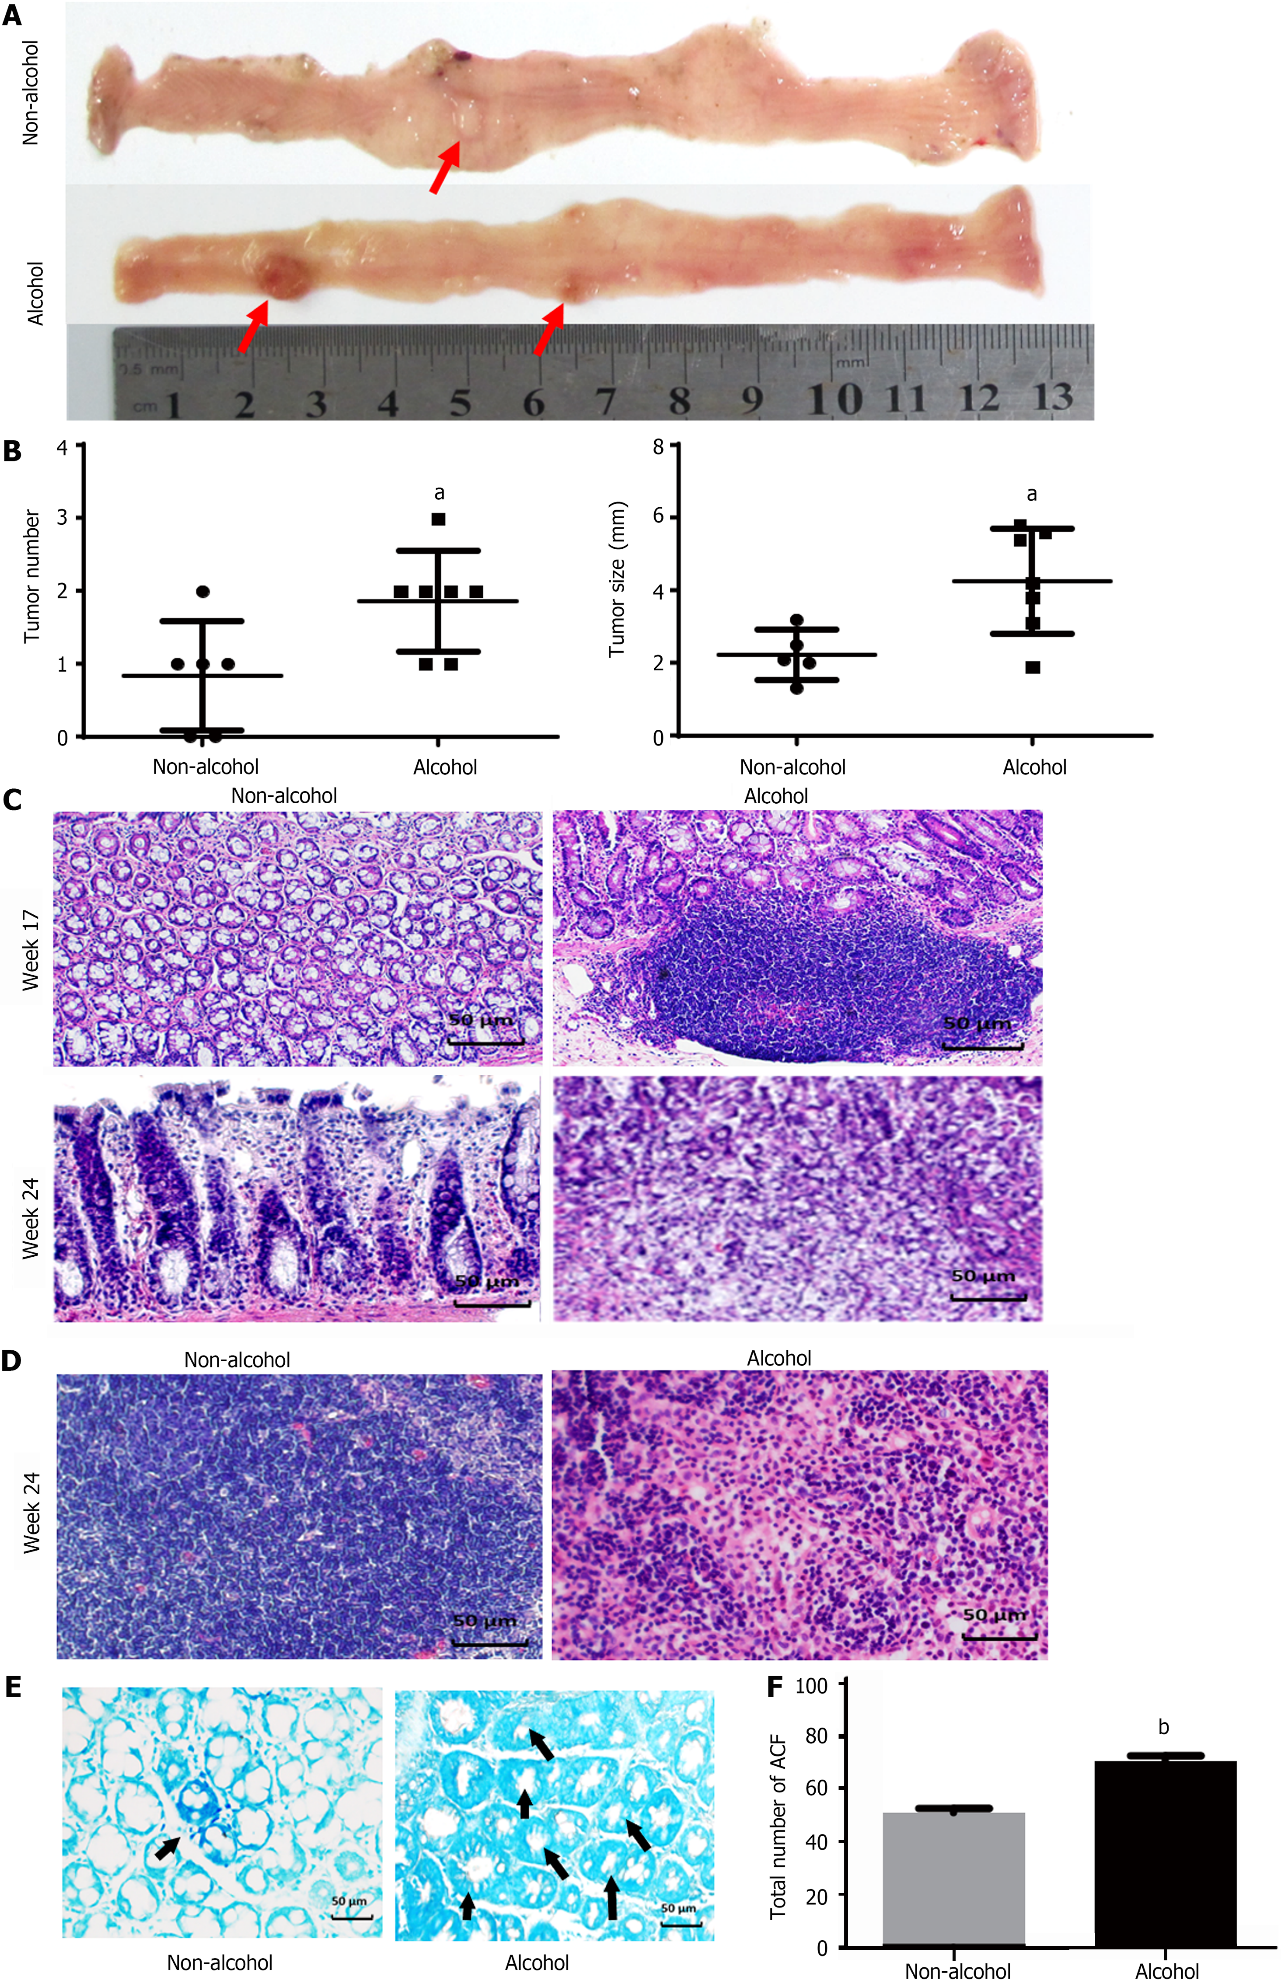 A
Non-alcohol
Alcohol
0.5 mm
mm
cm 1 2 3 4 5 6 7 8 9 10 11 12 13
B
Tumor number
4
3
2
1
0
a
Non-alcohol
Alcohol
Tumor size (mm)
8
6
4
2
0
a
Non-alcohol
Alcohol
C
Non-alcohol
Alcohol
Week 17
50 µm
50 µm
Week 24
50 µm
50 µm
D
Non-alcohol
Alcohol
Week 24
50 µm
50 µm
E
50 µm
50 µm
Non-alcohol
Alcohol
F
Total number of ACF
100
80
60
40
20
0
b
Non-alcohol
Alcohol